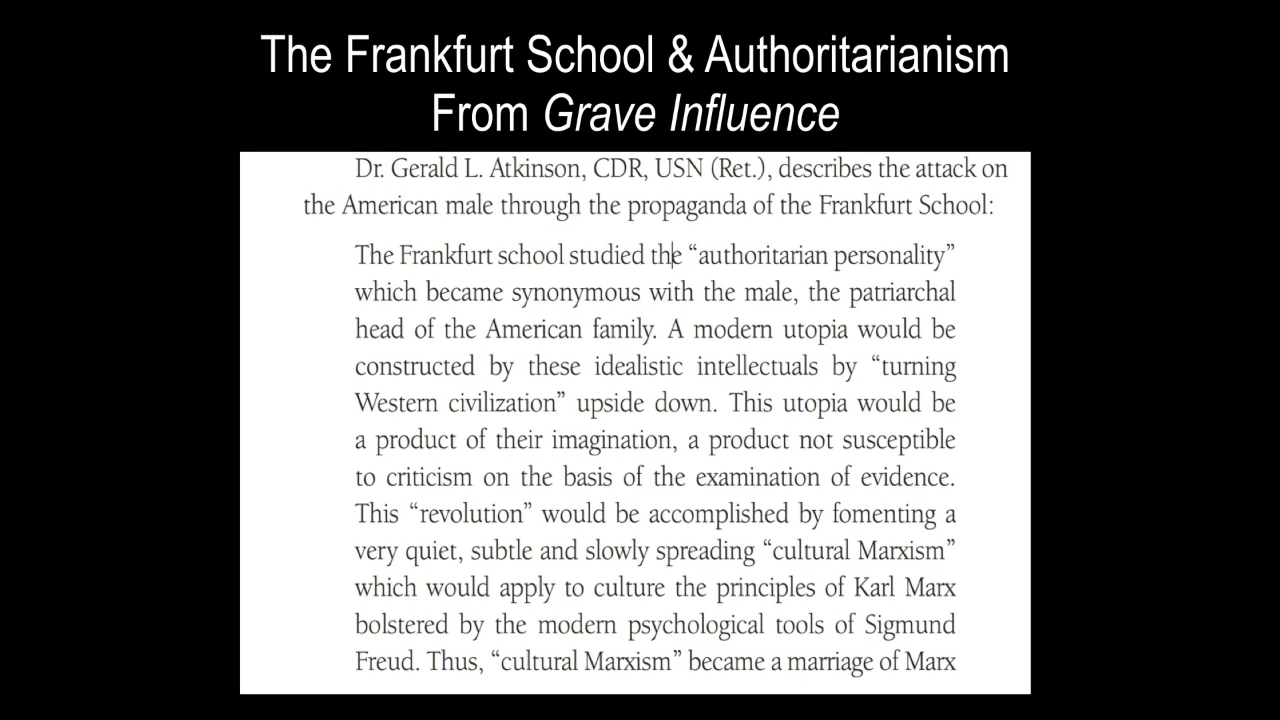 The Frankfurt School & Authoritarianism
From Grave Influence
Dr. Gerald L. Atkinson, CDR, USN (Ret.), describes the attack on
the American male through the propaganda of the Frankfurt School:
The Frankfurt school studied the “authoritarian personality”
which became synonymous with the male, the patriarchal
head of the American family. A modern utopia would be
constructed by these idealistic intellectuals by “turning
Western civilization” upside down. This utopia would be
a product of their imagination, a product not susceptible
to criticism on the basis of the examination of evidence.
This “revolution” would be accomplished by fomenting a
very quiet, subtle and slowly spreading “cultural Marxism”
which would apply to culture the principles of Karl Marx
bolstered by the modern psychological tools of Sigmund
Freud. Thus, “cultural Marxism” became a marriage of Marx